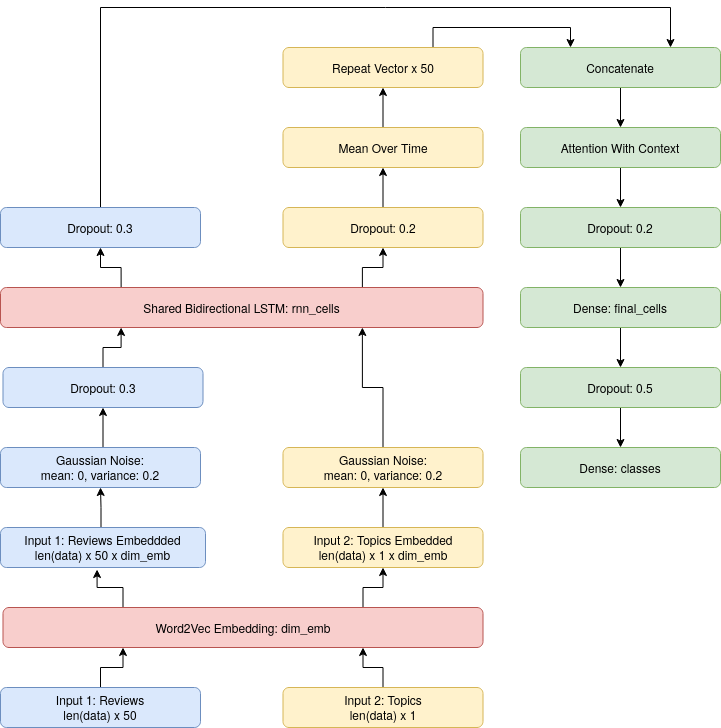 Repeat Vector x 50
Concatenate
Mean Over Time
Attention With Context
Dropout: 0.3
Dropout: 0.2
Dropout: 0.2
Shared Bidirectional LSTM: rnn_cells
Dense: final_cells
Dropout: 0.3
Dropout: 0.5
Gaussian Noise:
mean: 0, variance: 0.2
Gaussian Noise:
mean: 0, variance: 0.2
Dense: classes
Input 1: Reviews Embeddded
len(data) x 50 x dim_emb
Input 2: Topics Embedded
len(data) x 1 x dim_emb
Word2Vec Embedding: dim_emb
Input 1: Reviews
len(data) x 50
Input 2: Topics
len(data) x 1